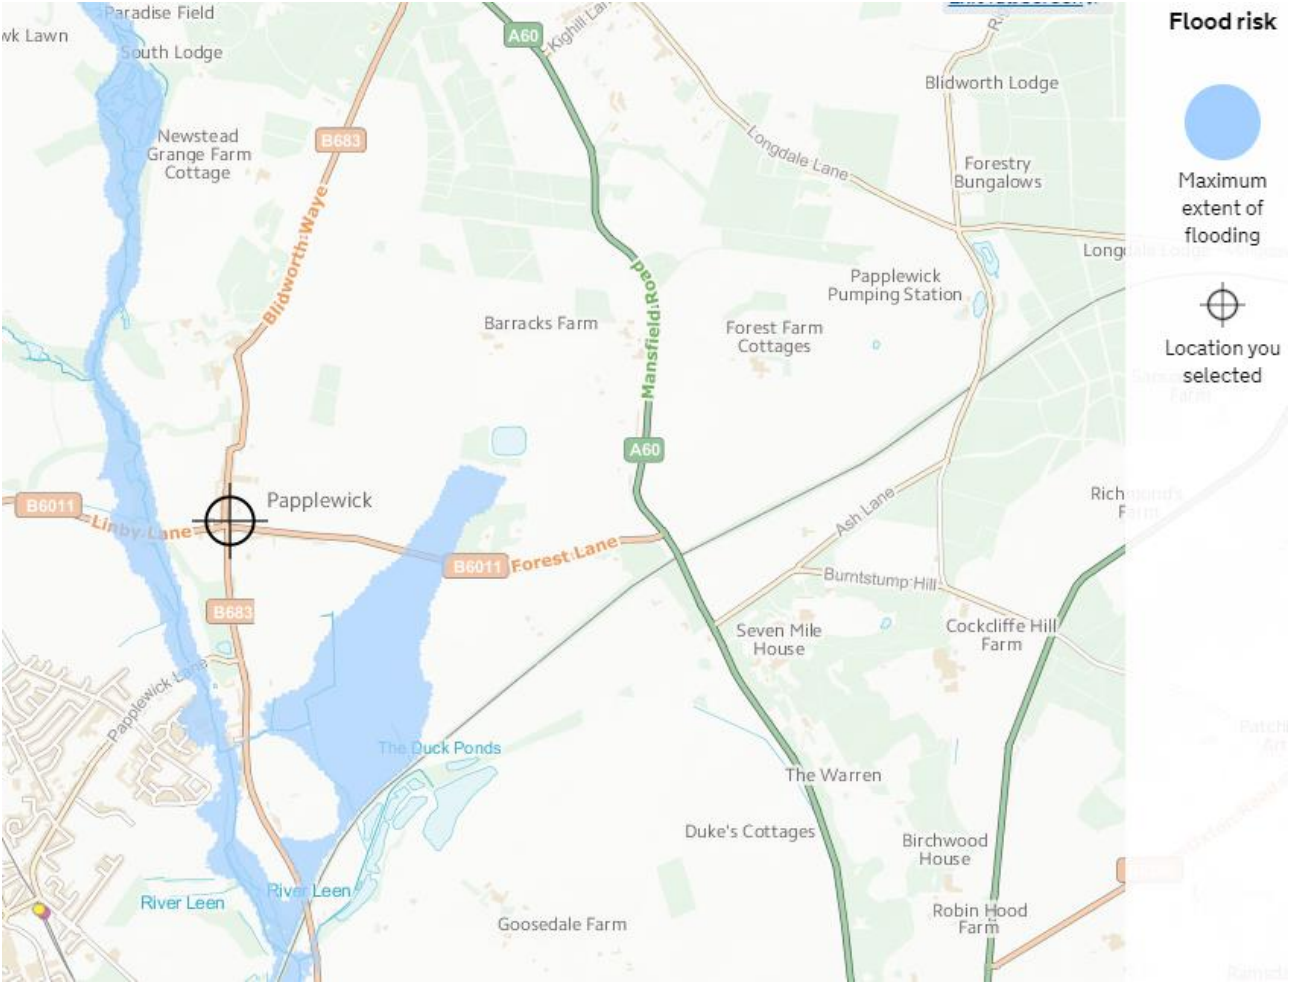 Paradise Field
wk Lawn
South Lodge
A60
Kighill Lan
Flood risk
Blidworth Lodge
B683
Newstead
Grange Farm
Cottage
Longdale Lane
Forestry
Bungalows
Maximum
extent of
flooding
Blidworth Waye
Mansfield Road
Papplewick
Pumping Station
Barracks Farm
Forest Farm
Cottages
Location you
selected
A60
Papplewick
B6011
Linby Lane
B6011
Forest Lane
Ash Lane
Burntstump Hill
B683
Seven Mile
House
Cockcliffe Hill
Farm
Papplewick Lane
The Duck Ponds
The Warren
Duke's Cottages
Birchwood
House
River Leen
River Leen
Goosedale Farm
Robin Hood
Farm